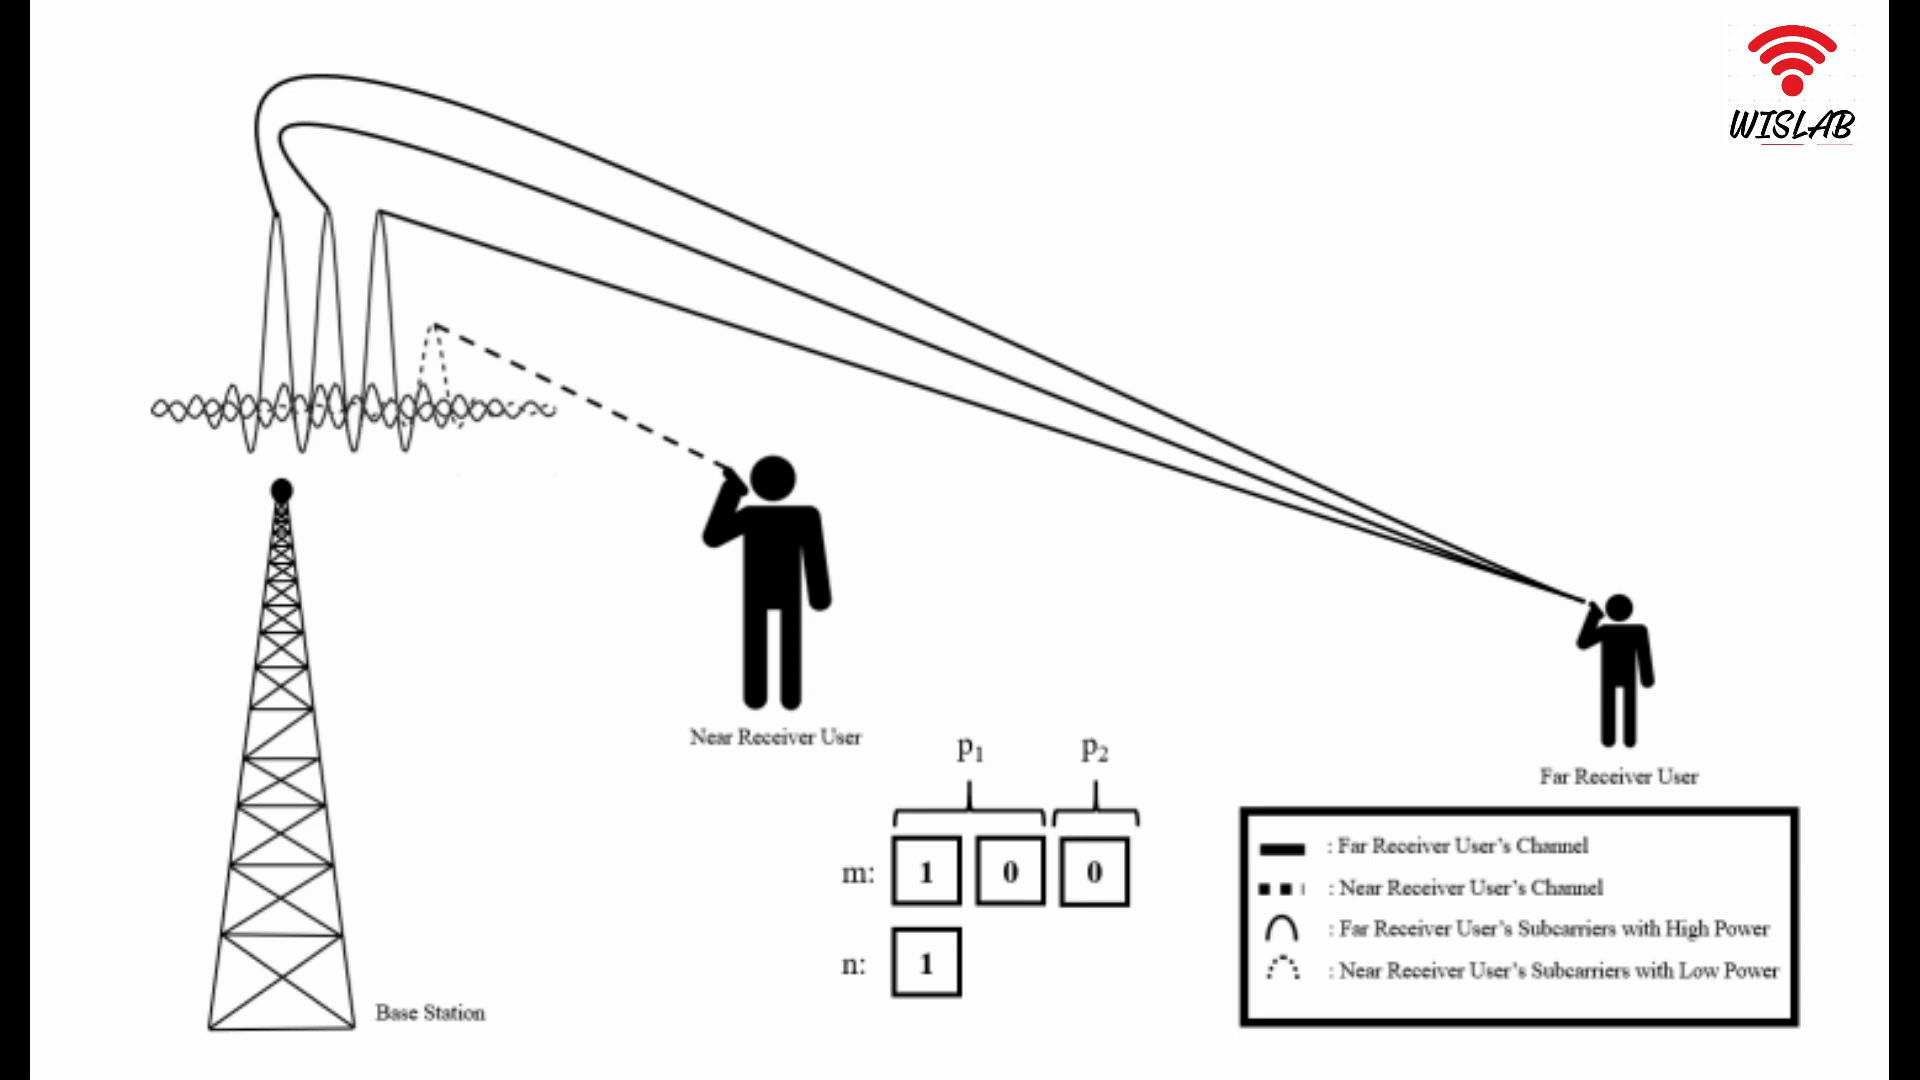 WISLAB
Near Receiver User
Far Receiver User
p1 p2
m: 1 0 0
n: 1
Base Station
: Far Receiver User's Channel
: Near Receiver User's Channel
: Far Receiver User's Subcarriers with High Power
: Near Receiver User's Subcarriers with Low Power